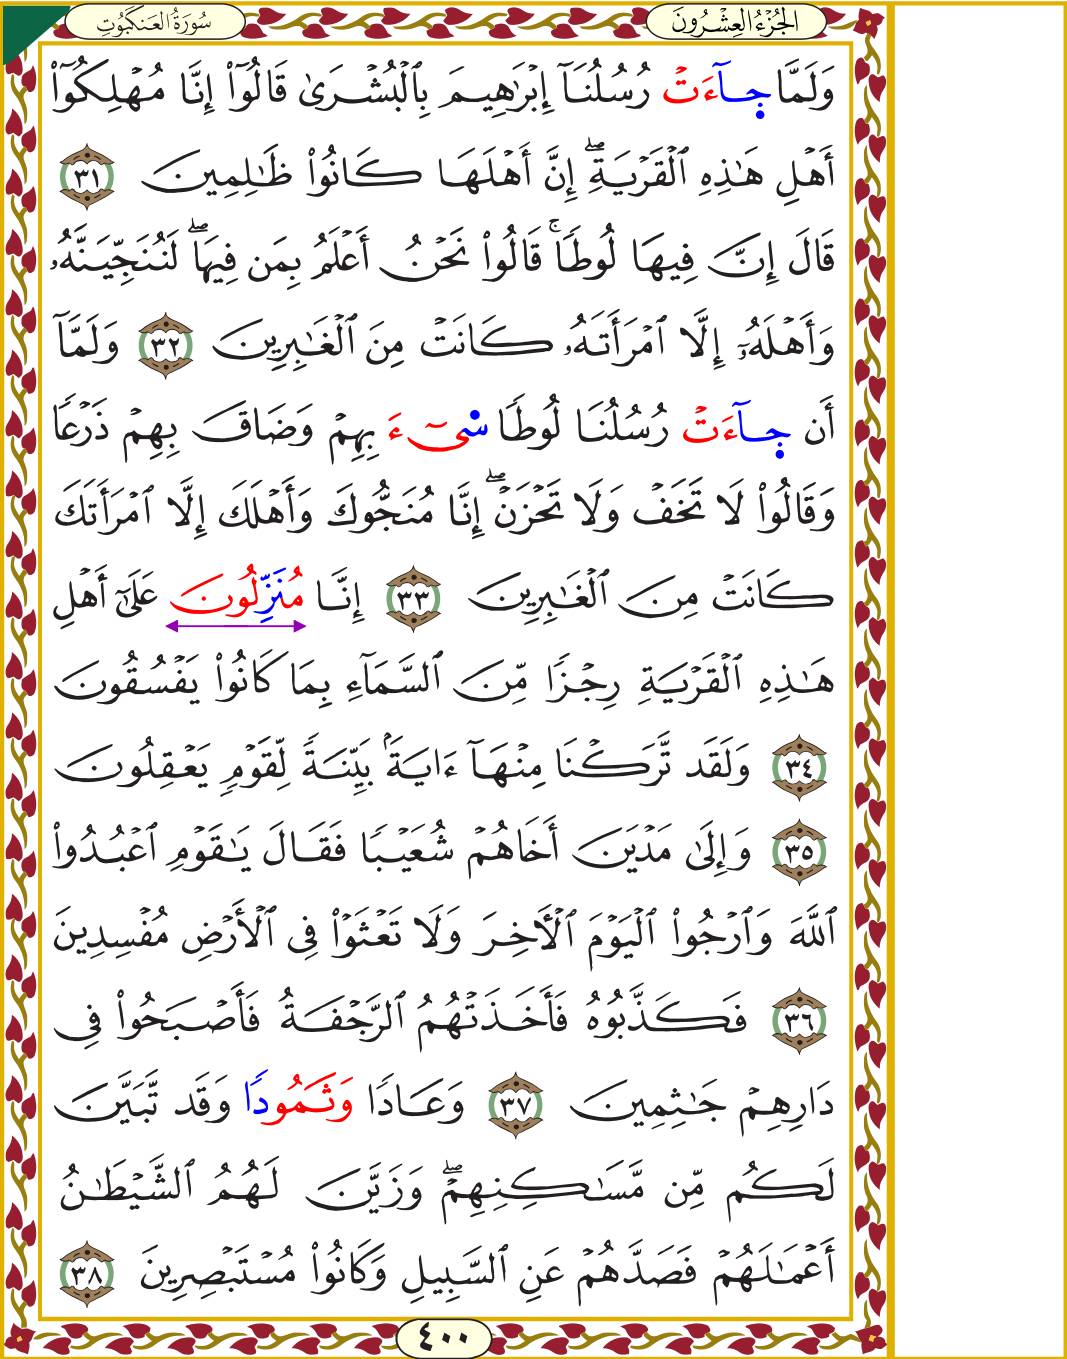 الجُزْءُ العِشْرُونَ
سُورَةُ العَنكَبُوتِ
وَلَمَّا جَآءَتْ رُسُلُنَآ إِبْرَٰهِيمَ بِٱلْبُشْرَىٰ قَالُوٓا۟ إِنَّا مُهْلِكُوٓا۟
أَهْلِ هَٰذِهِ ٱلْقَرْيَةِ ۖ إِنَّ أَهْلَهَا كَانُوا۟ ظَٰلِمِينَ ٣١
قَالَ إِنَّ فِيهَا لُوطًا ۚ قَالُوا۟ نَحْنُ أَعْلَمُ بِمَن فِيهَا ۖ لَنُنَجِّيَنَّهُۥ
وَأَهْلَهُۥٓ إِلَّا ٱمْرَأَتَهُۥ كَانَتْ مِنَ ٱلْغَٰبِرِينَ ٣٢ وَلَمَّآ
أَن جَآءَتْ رُسُلُنَا لُوطًا سِىٓءَ بِهِمْ وَضَاقَ بِهِمْ ذَرْعًا
وَقَالُوا۟ لَا تَخَفْ وَلَا تَحْزَنْ ۖ إِنَّا مُنَجُّوكَ وَأَهْلَكَ إِلَّا ٱمْرَأَتَكَ
كَانَتْ مِنَ ٱلْغَٰبِرِينَ ٣٣ إِنَّا مُنَزِّلُونَ عَلَىٰٓ أَهْلِ
هَٰذِهِ ٱلْقَرْيَةِ رِجْزًا مِّنَ ٱلسَّمَآءِ بِمَا كَانُوا۟ يَفْسُقُونَ
٣٤ وَلَقَد تَّرَكْنَا مِنْهَآ ءَايَةًۢ بَيِّنَةً لِّقَوْمٍ يَعْقِلُونَ
٣٥ وَإِلَىٰ مَدْيَنَ أَخَاهُمْ شُعَيْبًا فَقَالَ يَٰقَوْمِ ٱعْبُدُوا۟
ٱللَّهَ وَٱرْجُوا۟ ٱلْيَوْمَ ٱلْـَٔاخِرَ وَلَا تَعْثَوْا۟ فِى ٱلْأَرْضِ مُفْسِدِينَ
٣٦ فَكَذَّبُوهُ فَأَخَذَتْهُمُ ٱلرَّجْفَةُ فَأَصْبَحُوا۟ فِى
دَارِهِمْ جَٰثِمِينَ ٣٧ وَعَادًا وَثَمُودًا وَقَد تَّبَيَّنَ
لَكُم مِّن مَّسَٰكِنِهِمْ ۖ وَزَيَّنَ لَهُمُ ٱلشَّيْطَٰنُ
أَعْمَٰلَهُمْ فَصَدَّهُمْ عَنِ ٱلسَّبِيلِ وَكَانُوا۟ مُسْتَبْصِرِينَ ٣٨
٤٠٠